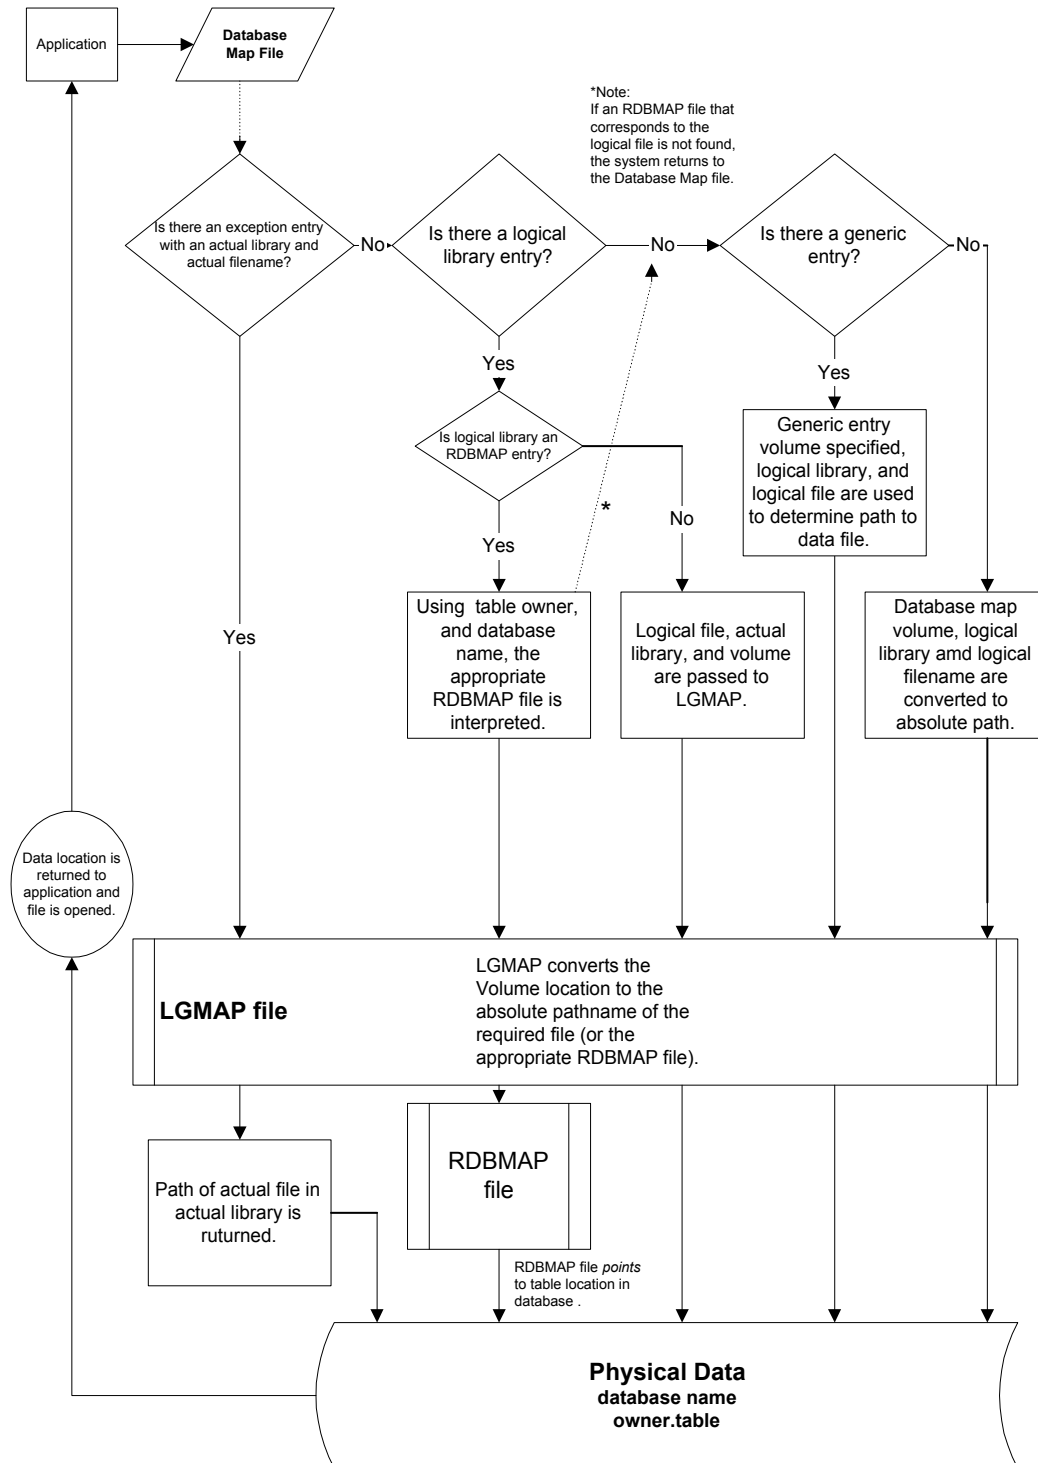 Application
Database
Map File
*Note:
If an RDBMAP file that
corresponds to the
logical file is not found,
the system returns to
the Database Map file.
Is there an exception entry
with an actual library and
actual filename?
No
Is there a logical
library entry?
No
Is there a generic
entry?
No
Yes
Yes
Is logical library an
RDBMAP entry?
Generic entry
volume specified,
logical library, and
logical file are used
to determine path to
data file.
*
No
Yes
Using table owner,
and database
name, the
appropriate
RDBMAP file is
interpreted.
Logical file, actual
library, and volume
are passed to
LGMAP.
Database map
volume, logical
library amd logical
filename are
converted to
absolute path.
Yes
Data location is
returned to
application and
file is opened.
LGMAP file
LGMAP converts the
Volume location to the
absolute pathname of the
required file (or the
appropriate RDBMAP file).
RDBMAP
file
Path of actual file in
actual library is
ruturned.
RDBMAP file points
to table location in
database .
Physical Data
database name
owner.table